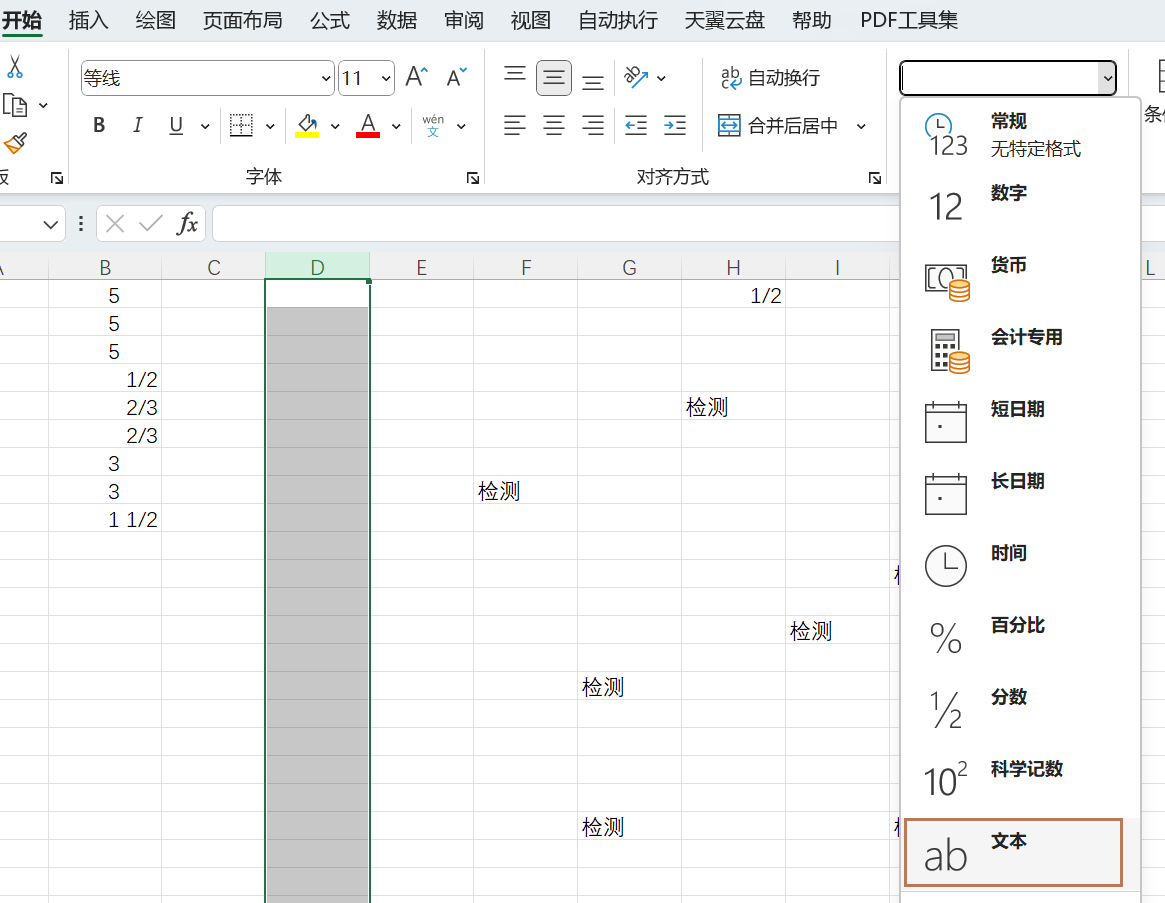 开始 插入 绘图 页面布局 公式 数据 审阅 视图 自动执行 天翼云盘 帮助 PDF工具集
等线 11 A A 自动换行
B I U A wén 文 合并后居中
字体 对齐方式
fx
B C D E F G H I L
5 1/2
5
5
1/2
2/3 检测
2/3
3
3 检测
1 1/2
检测
检测
检测
123 常规
无特定格式
12 数字
货币
会计专用
短日期
长日期
时间
% 百分比
1/2 分数
10² 科学记数
ab 文本